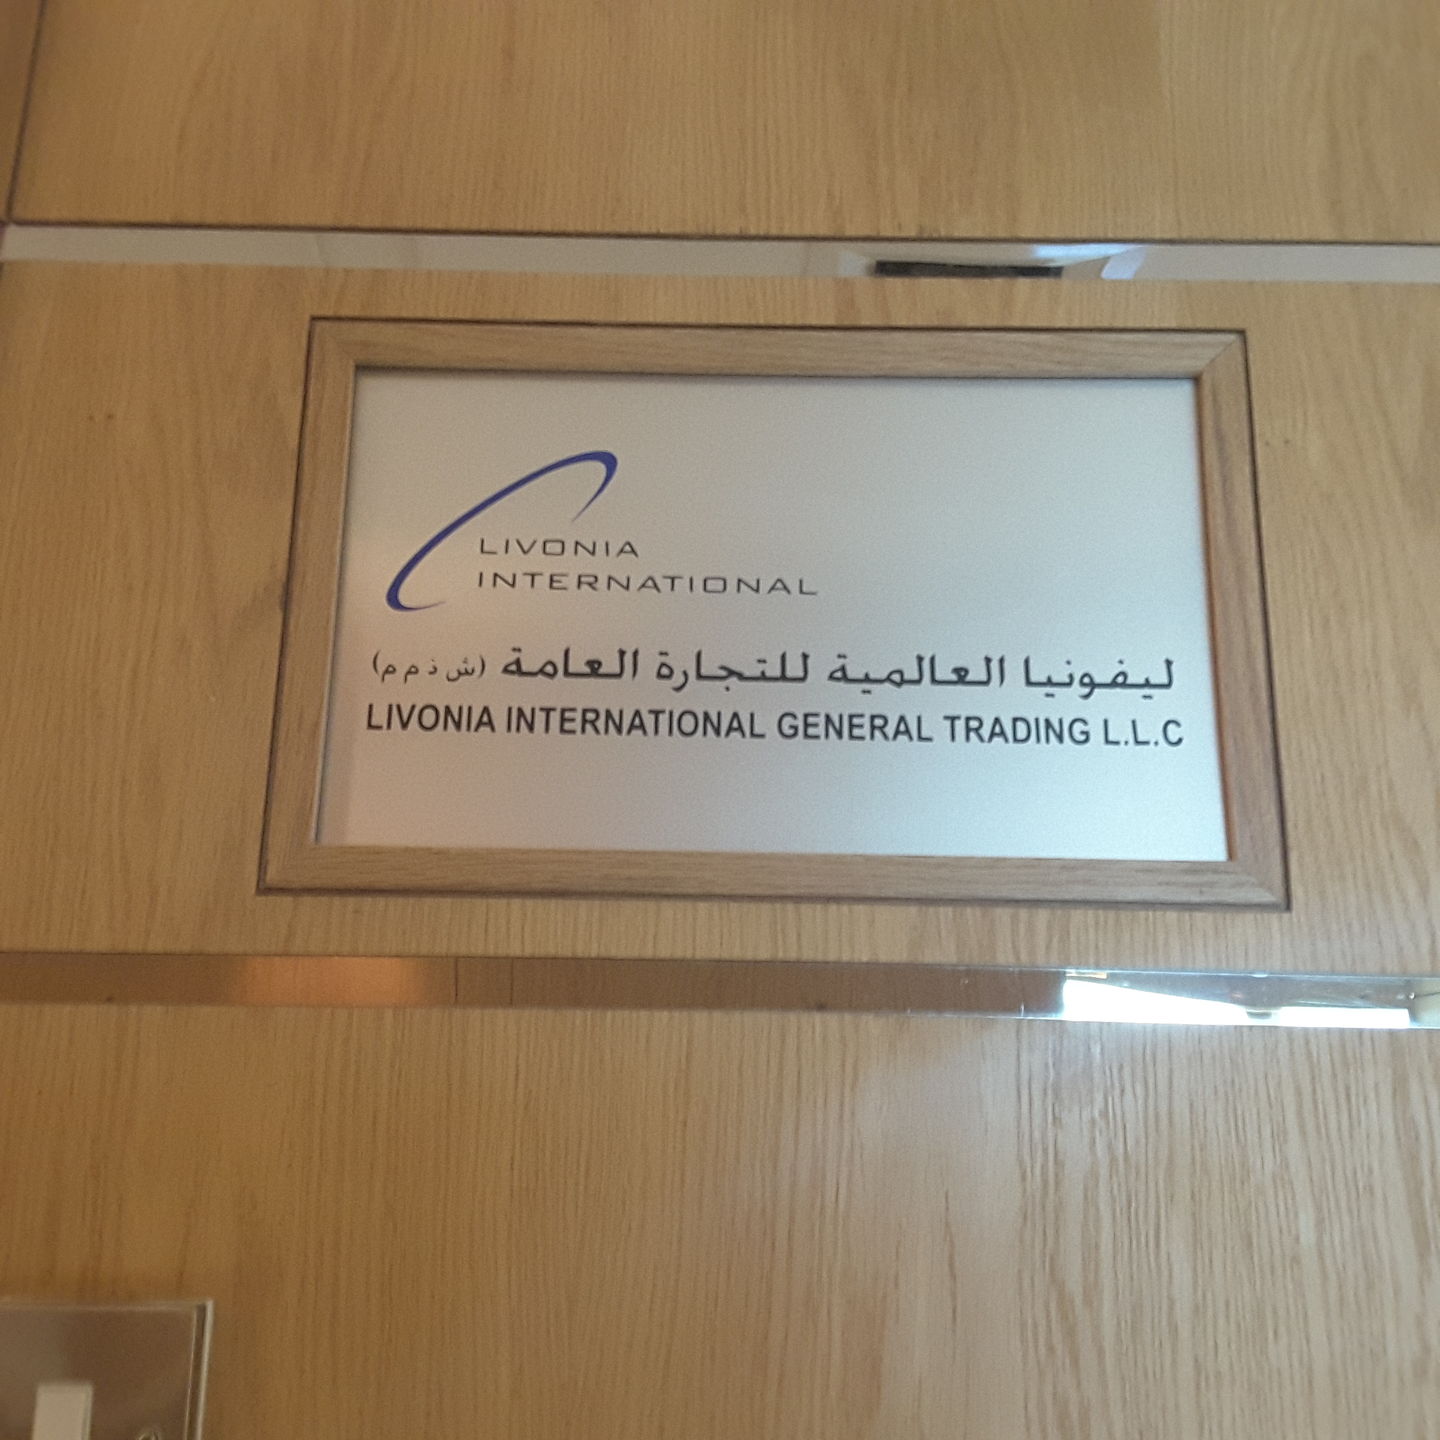 LIVONIA
INTERNATIONAL
ليفونيا العالمية للتجارة العامة (ش ذ م م)
LIVONIA INTERNATIONAL GENERAL TRADING L.L.C